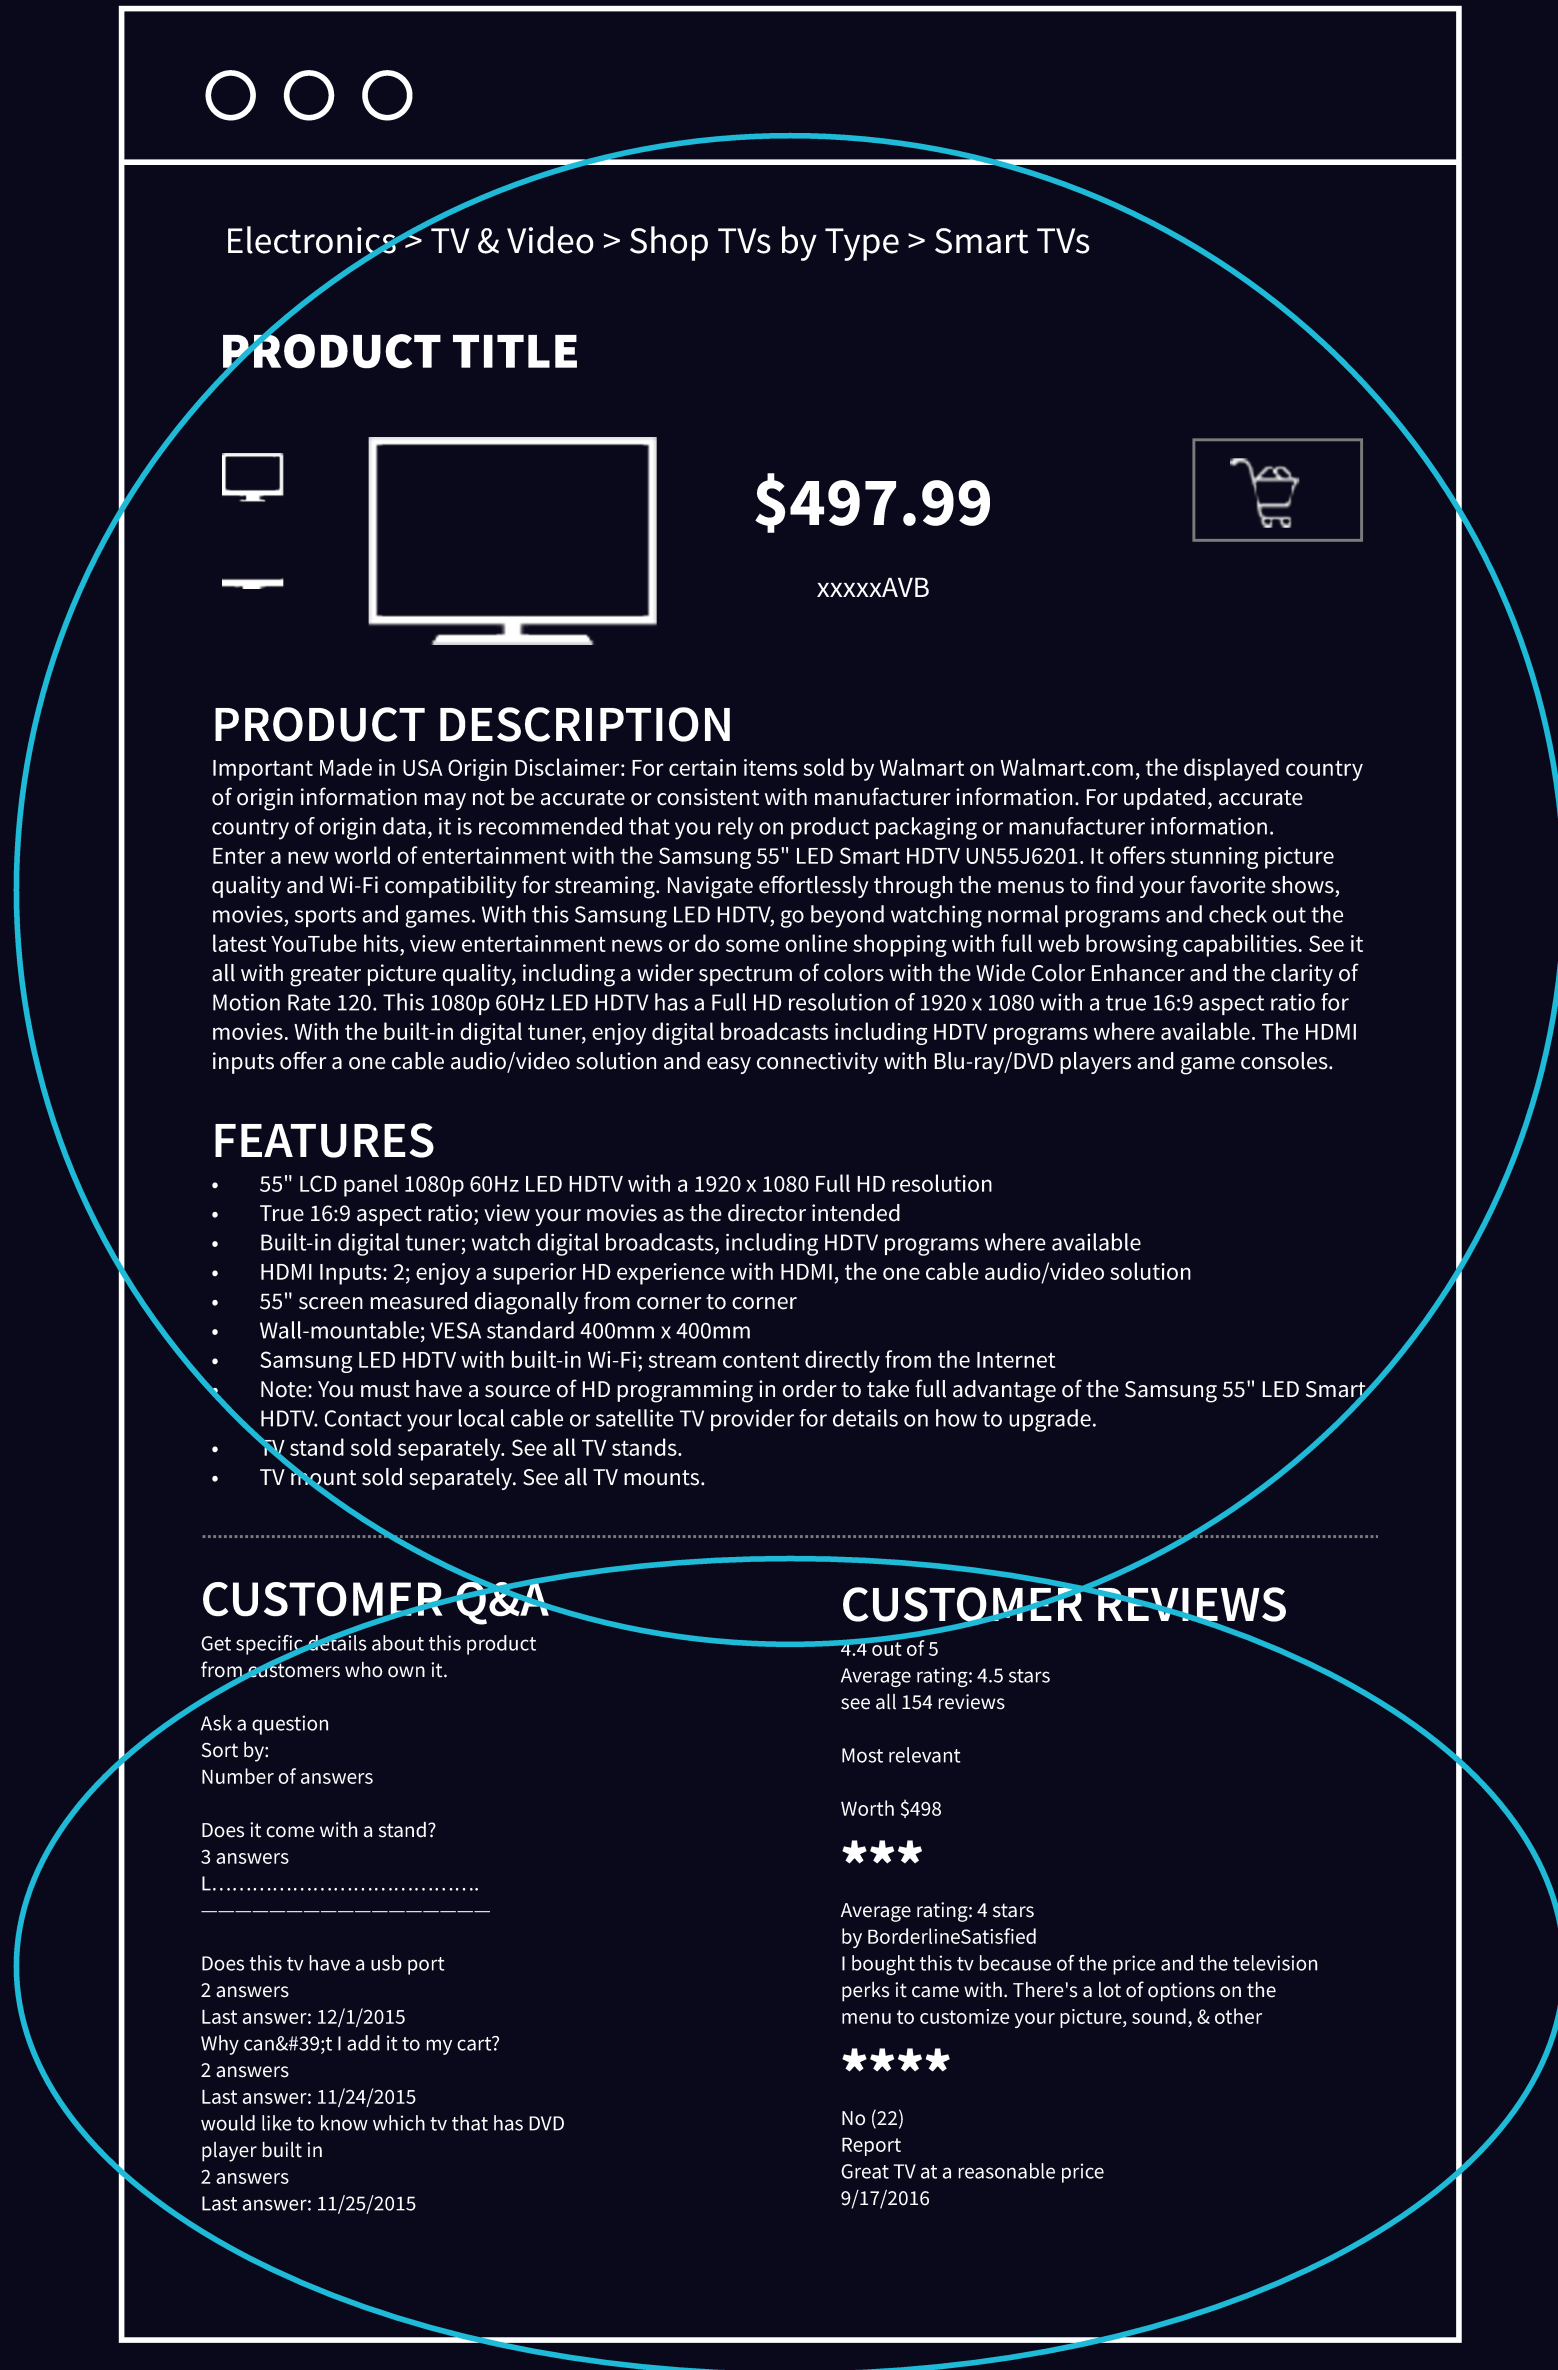 Electronics > TV & Video > Shop TVs by Type > Smart TVs
PRODUCT TITLE
$497.99
xxxxxAVB
PRODUCT DESCRIPTION
Important Made in USA Origin Disclaimer: For certain items sold by Walmart on Walmart.com, the displayed country
of origin information may not be accurate or consistent with manufacturer information. For updated, accurate
country of origin data, it is recommended that you rely on product packaging or manufacturer information.
Enter a new world of entertainment with the Samsung 55" LED Smart HDTV UN55J6201. It offers stunning picture
quality and Wi-Fi compatibility for streaming. Navigate effortlessly through the menus to find your favorite shows,
movies, sports and games. With this Samsung LED HDTV, go beyond watching normal programs and check out the
latest YouTube hits, view entertainment news or do some online shopping with full web browsing capabilities. See it
all with greater picture quality, including a wider spectrum of colors with the Wide Color Enhancer and the clarity of
Motion Rate 120. This 1080p 60Hz LED HDTV has a Full HD resolution of 1920 x 1080 with a true 16:9 aspect ratio for
movies. With the built-in digital tuner, enjoy digital broadcasts including HDTV programs where available. The HDMI
inputs offer a one cable audio/video solution and easy connectivity with Blu-ray/DVD players and game consoles.
FEATURES
• 55" LCD panel 1080p 60Hz LED HDTV with a 1920 x 1080 Full HD resolution
• True 16:9 aspect ratio; view your movies as the director intended
• Built-in digital tuner; watch digital broadcasts, including HDTV programs where available
• HDMI Inputs: 2; enjoy a superior HD experience with HDMI, the one cable audio/video solution
• 55" screen measured diagonally from corner to corner
• Wall-mountable; VESA standard 400mm x 400mm
• Samsung LED HDTV with built-in Wi-Fi; stream content directly from the Internet
• Note: You must have a source of HD programming in order to take full advantage of the Samsung 55" LED Smart
HDTV. Contact your local cable or satellite TV provider for details on how to upgrade.
• TV stand sold separately. See all TV stands.
• TV mount sold separately. See all TV mounts.
CUSTOMER Q&A
Get specific details about this product
from customers who own it.
Ask a question
Sort by:
Number of answers
Does it come with a stand?
3 answers
L………………………………….
—————————————————
Does this tv have a usb port
2 answers
Last answer: 12/1/2015
Why can&#39;t I add it to my cart?
2 answers
Last answer: 11/24/2015
would like to know which tv that has DVD
player built in
2 answers
Last answer: 11/25/2015
CUSTOMER REVIEWS
4.4 out of 5
Average rating: 4.5 stars
see all 154 reviews
Most relevant
Worth $498
***
Average rating: 4 stars
by BorderlineSatisfied
I bought this tv because of the price and the television
perks it came with. There's a lot of options on the
menu to customize your picture, sound, & other
****
No (22)
Report
Great TV at a reasonable price
9/17/2016